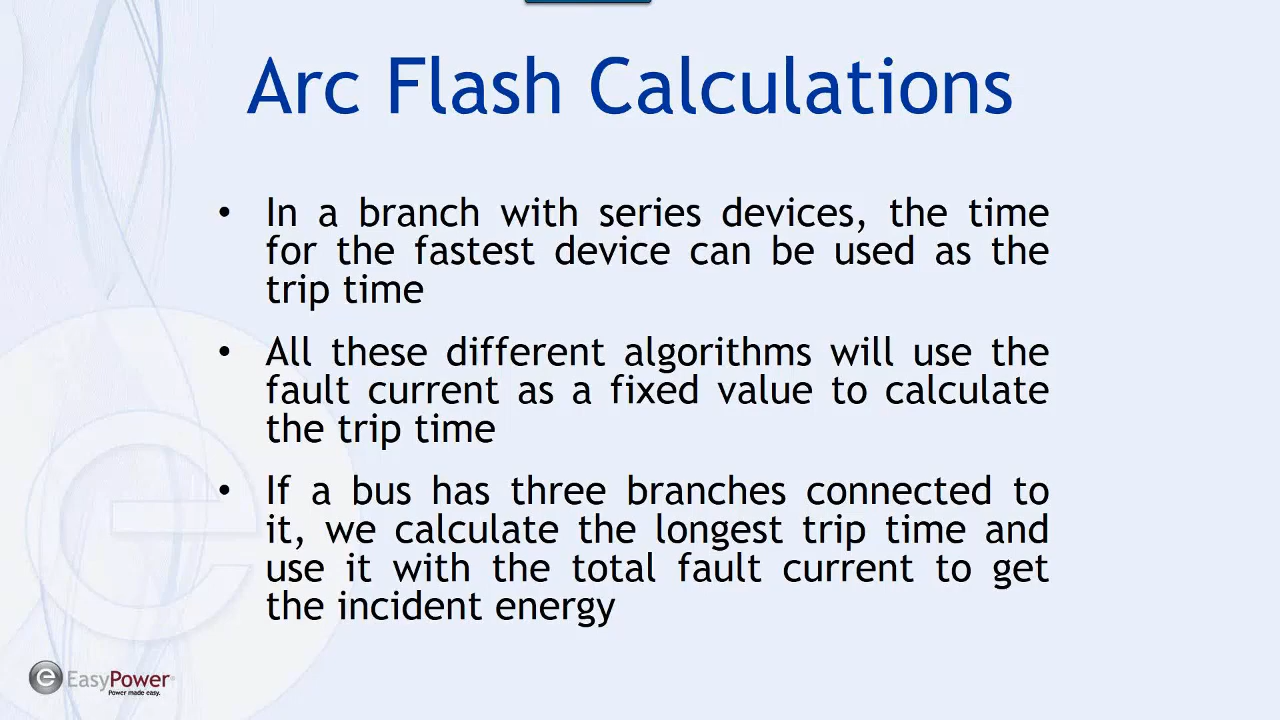 Arc Flash Calculations
• In a branch with series devices, the time
for the fastest device can be used as the
trip time
• All these different algorithms will use the
fault current as a fixed value to calculate
the trip time
• If a bus has three branches connected to
it, we calculate the longest trip time and
use it with the total fault current to get
the incident energy
e EasyPower®
Power made easy.